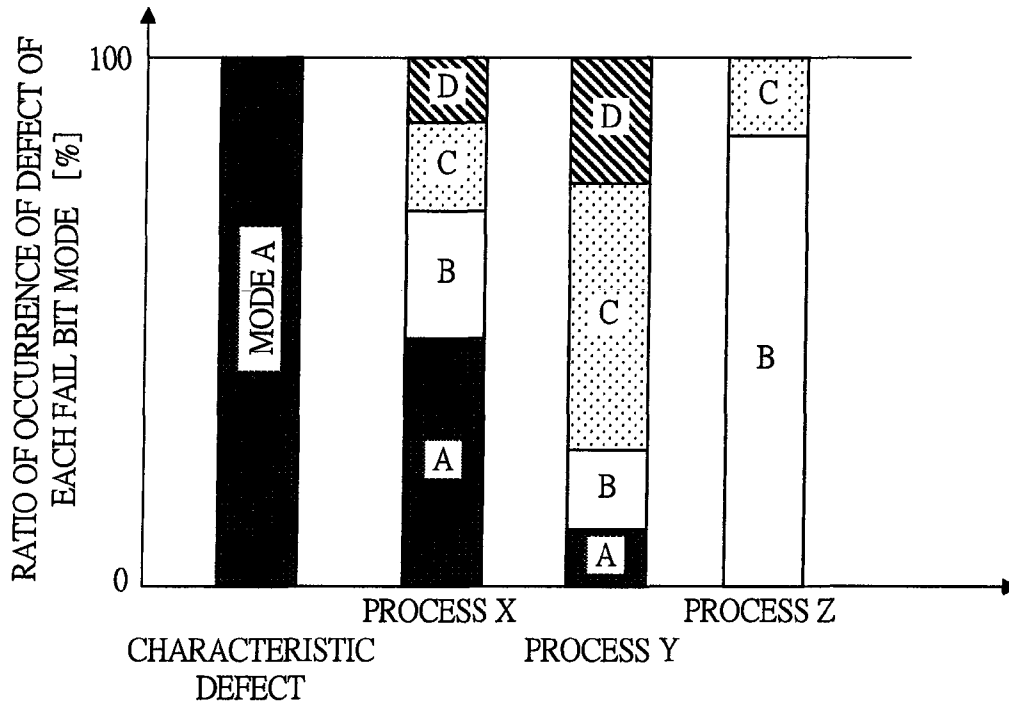 RATIO OF OCCURRENCE OF DEFECT OF
EACH FAIL BIT MODE [%]
100
0
MODE A
D
C
B
A
D
C
B
A
C
B
CHARACTERISTIC
DEFECT
PROCESS X
PROCESS Y
PROCESS Z